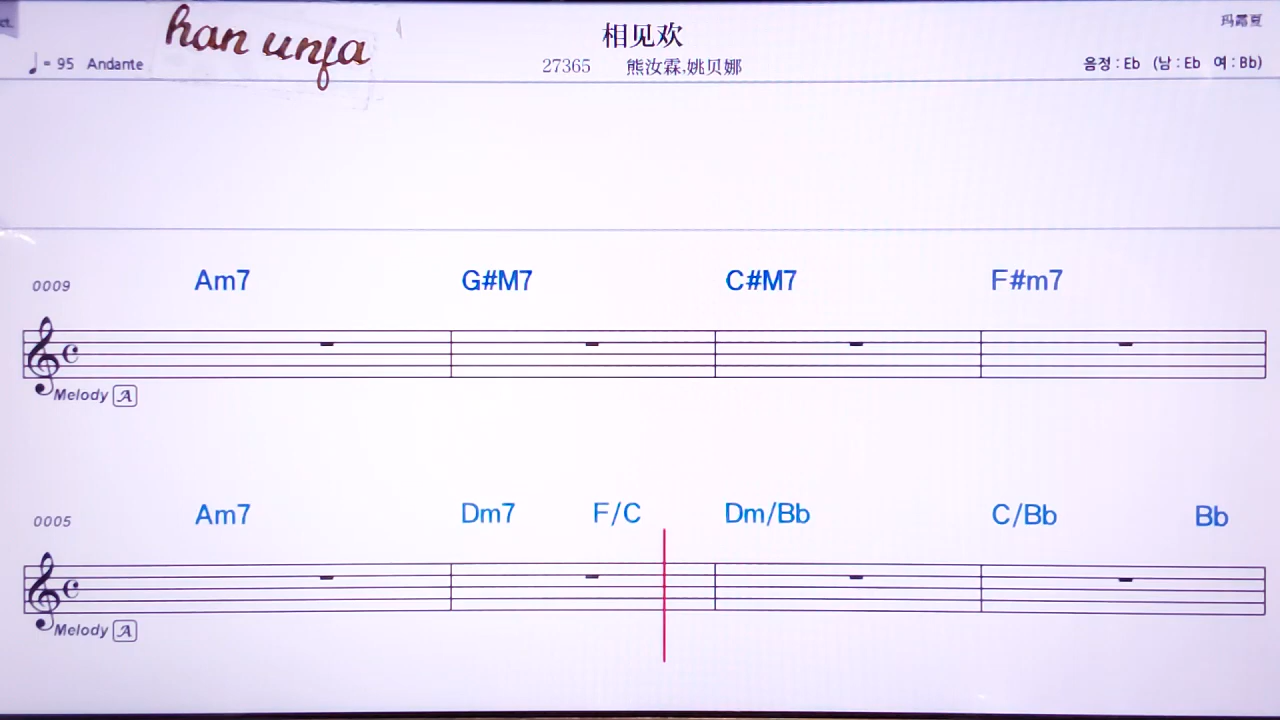 ct.
han unfa
相见欢
玛露夏
♩= 95 Andante
27365 熊汝霖,姚贝娜
음정 : Eb (남 : Eb 여 : Bb)
0009 Am7 G#M7 C#M7 F#m7
Melody A
0005 Am7 Dm7 F/C Dm/Bb C/Bb Bb
Melody A